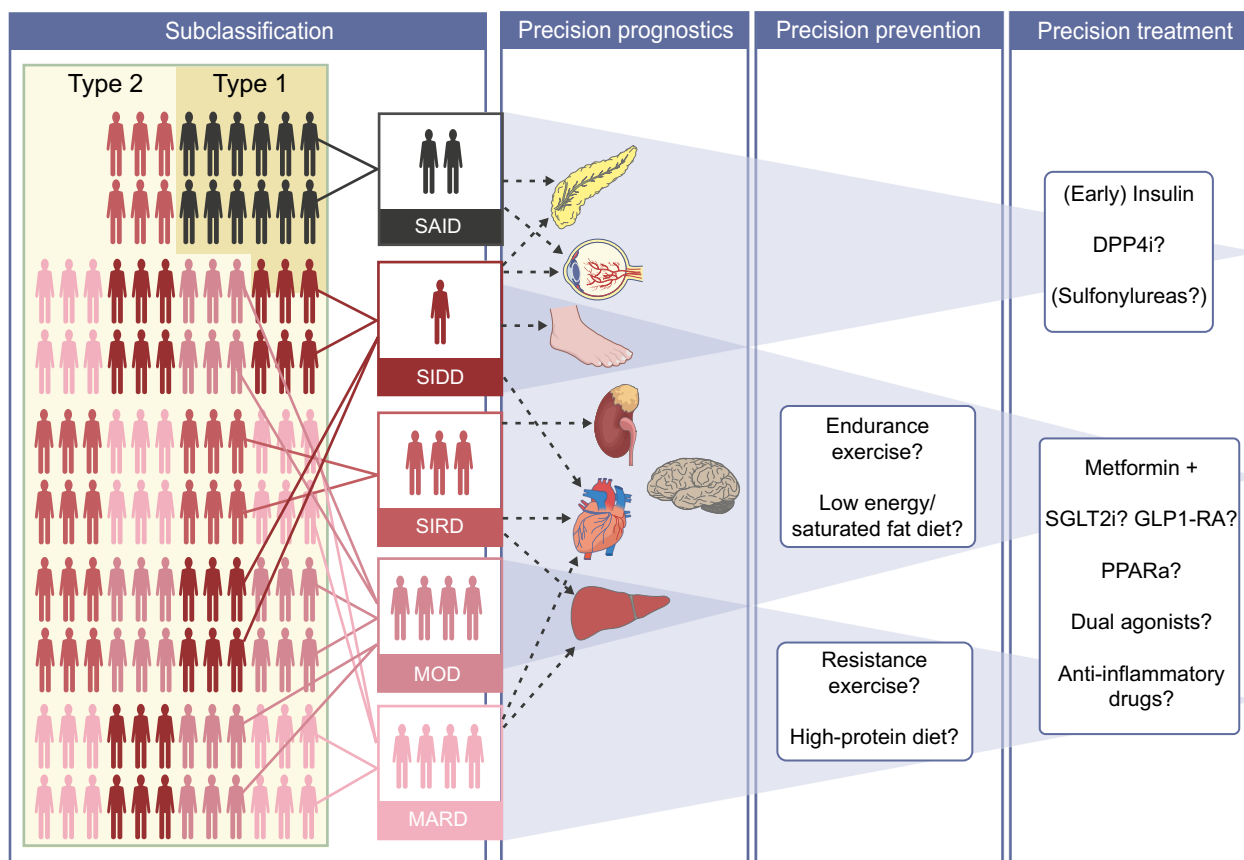 Subclassification
Precision prognostics
Precision prevention
Precision treatment
Type 2
Type 1
SAID
SIDD
SIRD
MOD
MARD
Endurance
exercise?
Low energy/
saturated fat diet?
Resistance
exercise?
High-protein diet?
(Early) Insulin
DPP4i?
(Sulfonylureas?)
Metformin +
SGLT2i? GLP1-RA?
PPARa?
Dual agonists?
Anti-inflammatory
drugs?